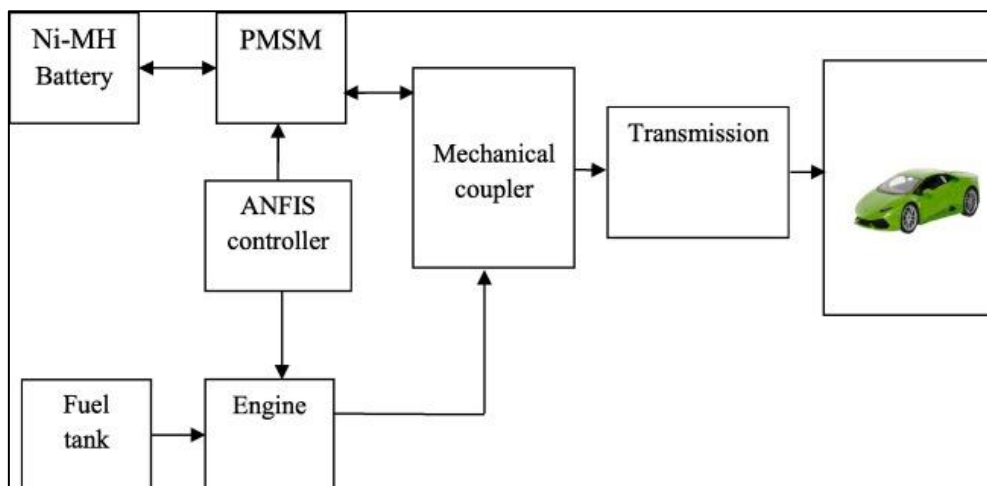 Ni-MH
Battery
PMSM
Mechanical
coupler
Transmission
ANFIS
controller
Fuel
tank
Engine